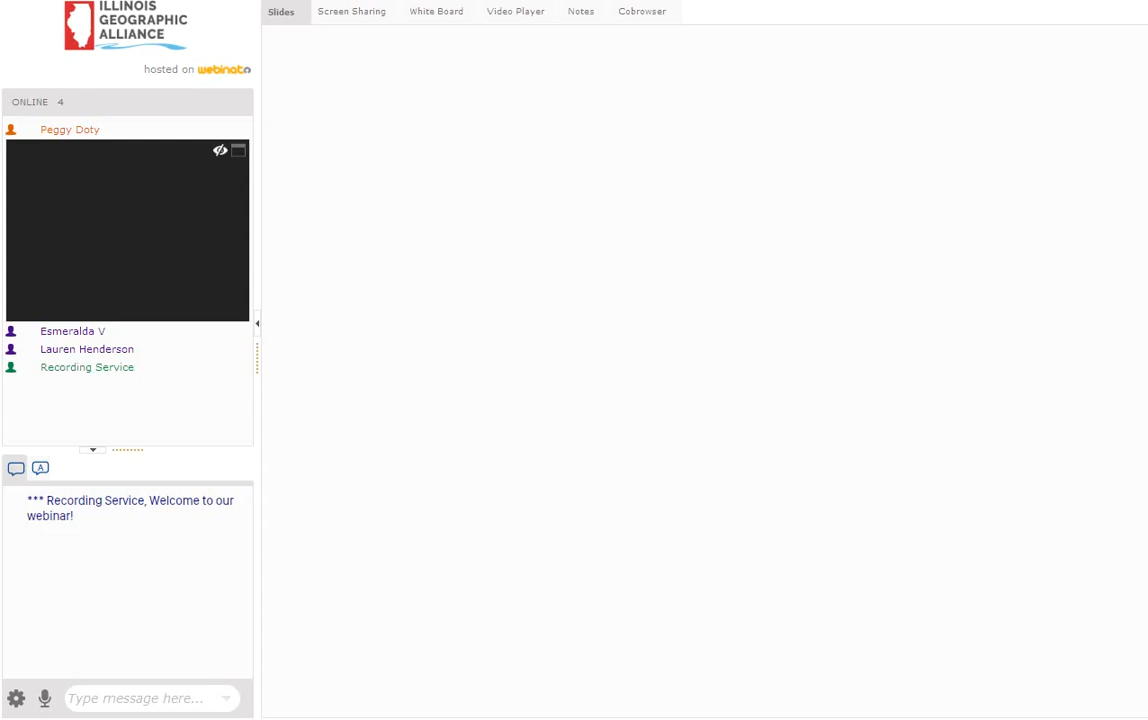 ILLINOIS
GEOGRAPHIC
ALLIANCE
hosted on webinato
ONLINE 4
Peggy Doty
Esmeralda V
Lauren Henderson
Recording Service
A
*** Recording Service, Welcome to our
webinar!
Type message here...
Slides Screen Sharing White Board Video Player Notes Cobrowser